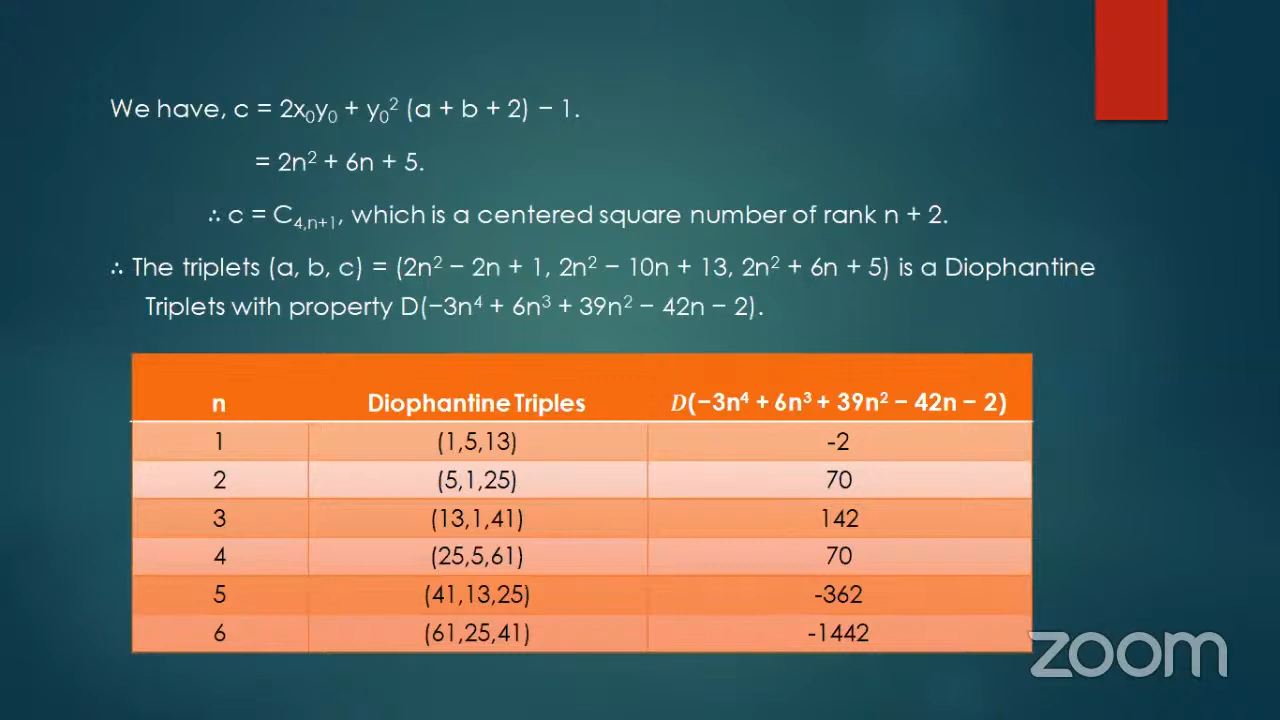 We have, c = 2x₀y₀ + y₀² (a + b + 2) − 1.
= 2n² + 6n + 5.
∴ c = C₄,ₙ₊₁, which is a centered square number of rank n + 2.
∴ The triplets (a, b, c) = (2n² − 2n + 1, 2n² − 10n + 13, 2n² + 6n + 5) is a Diophantine
Triplets with property D(−3n⁴ + 6n³ + 39n² − 42n − 2).
n Diophantine Triples D(−3n⁴ + 6n³ + 39n² − 42n − 2)
1 (1,5,13) -2
2 (5,1,25) 70
3 (13,1,41) 142
4 (25,5,61) 70
5 (41,13,25) -362
6 (61,25,41) -1442
zoom